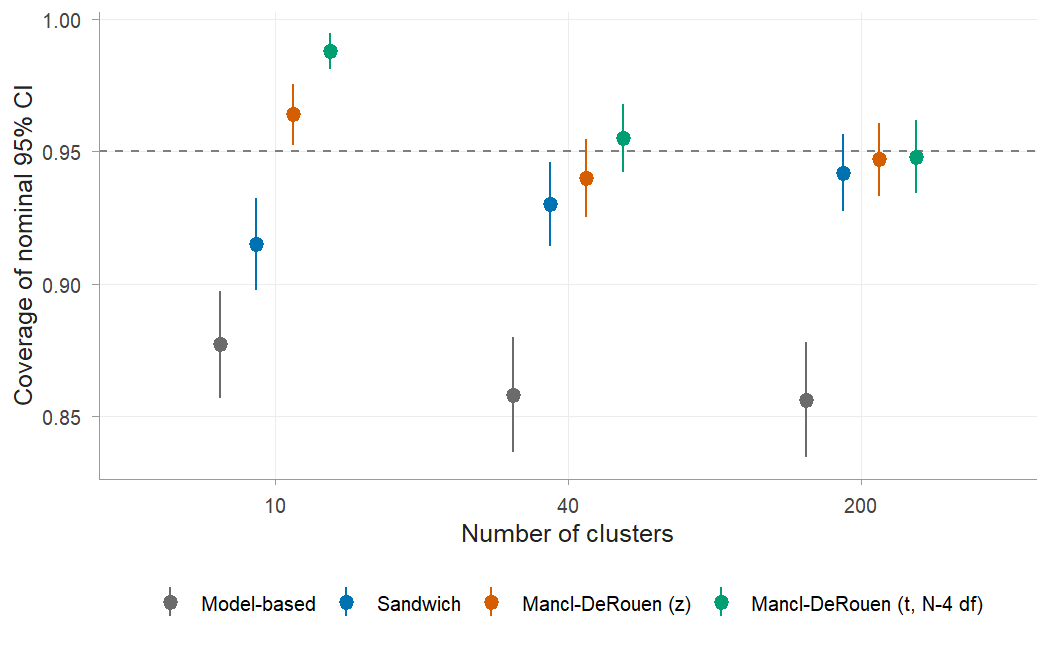 Coverage of nominal 95% CI
1.00
0.95
0.90
0.85
10 40 200
Number of clusters
Model-based Sandwich Mancl-DeRouen (z) Mancl-DeRouen (t, N-4 df)